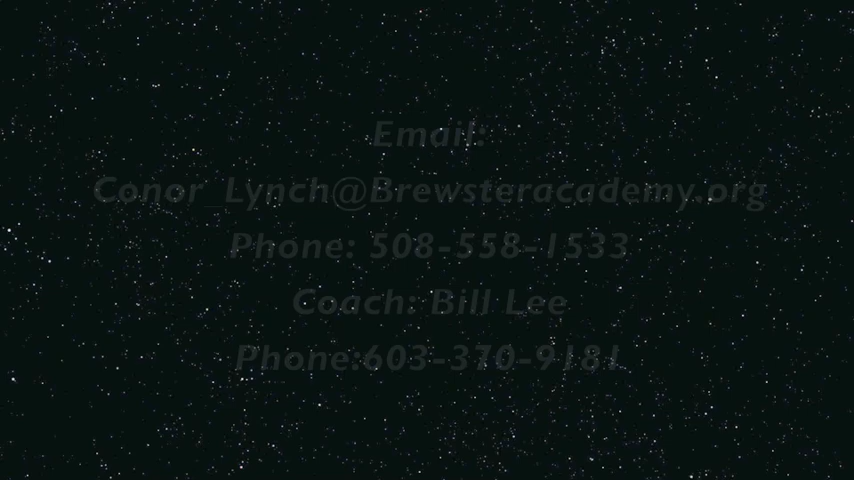 Email:
Conor_Lynch@Brewsteracademy.org
Phone: 508-558-1533
Coach: Bill Lee
Phone:603-370-9181